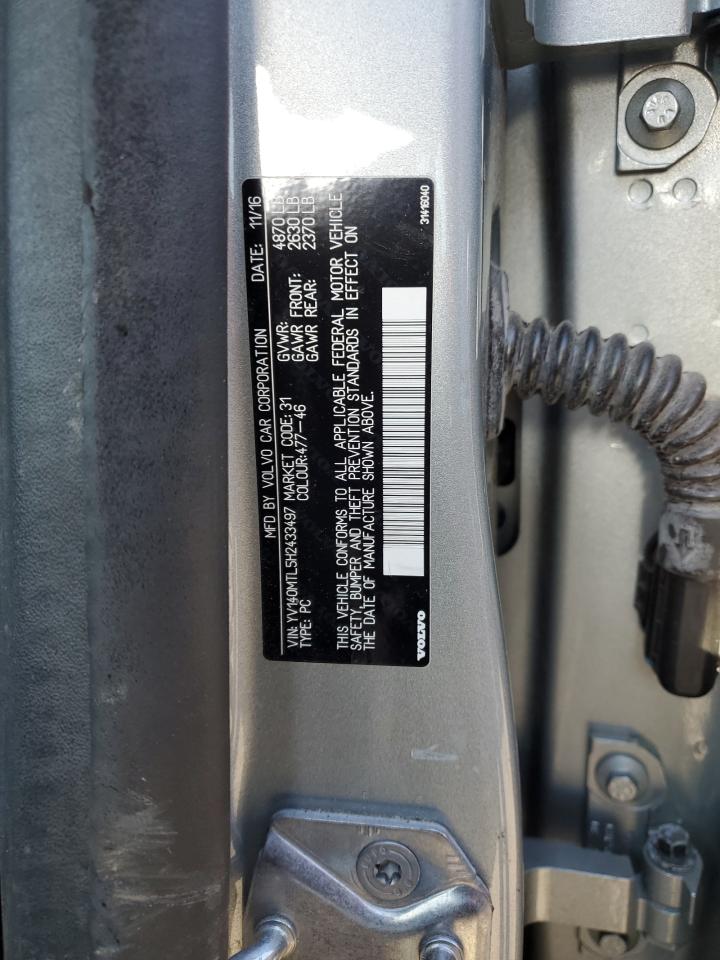 MFD BY VOLVO CAR CORPORATION DATE: 11/16
VIN: YV140MTL5H2433497 MARKET CODE: 31
TYPE: PC COLOUR:477-46
GVWR: 4870 LB
GAWR FRONT: 2630 LB
GAWR REAR: 2370 LB
THIS VEHICLE CONFORMS TO ALL APPLICABLE FEDERAL MOTOR VEHICLE
SAFETY, BUMPER AND THEFT PREVENTION STANDARDS IN EFFECT ON
THE DATE OF MANUFACTURE SHOWN ABOVE.
VOLVO
31416040